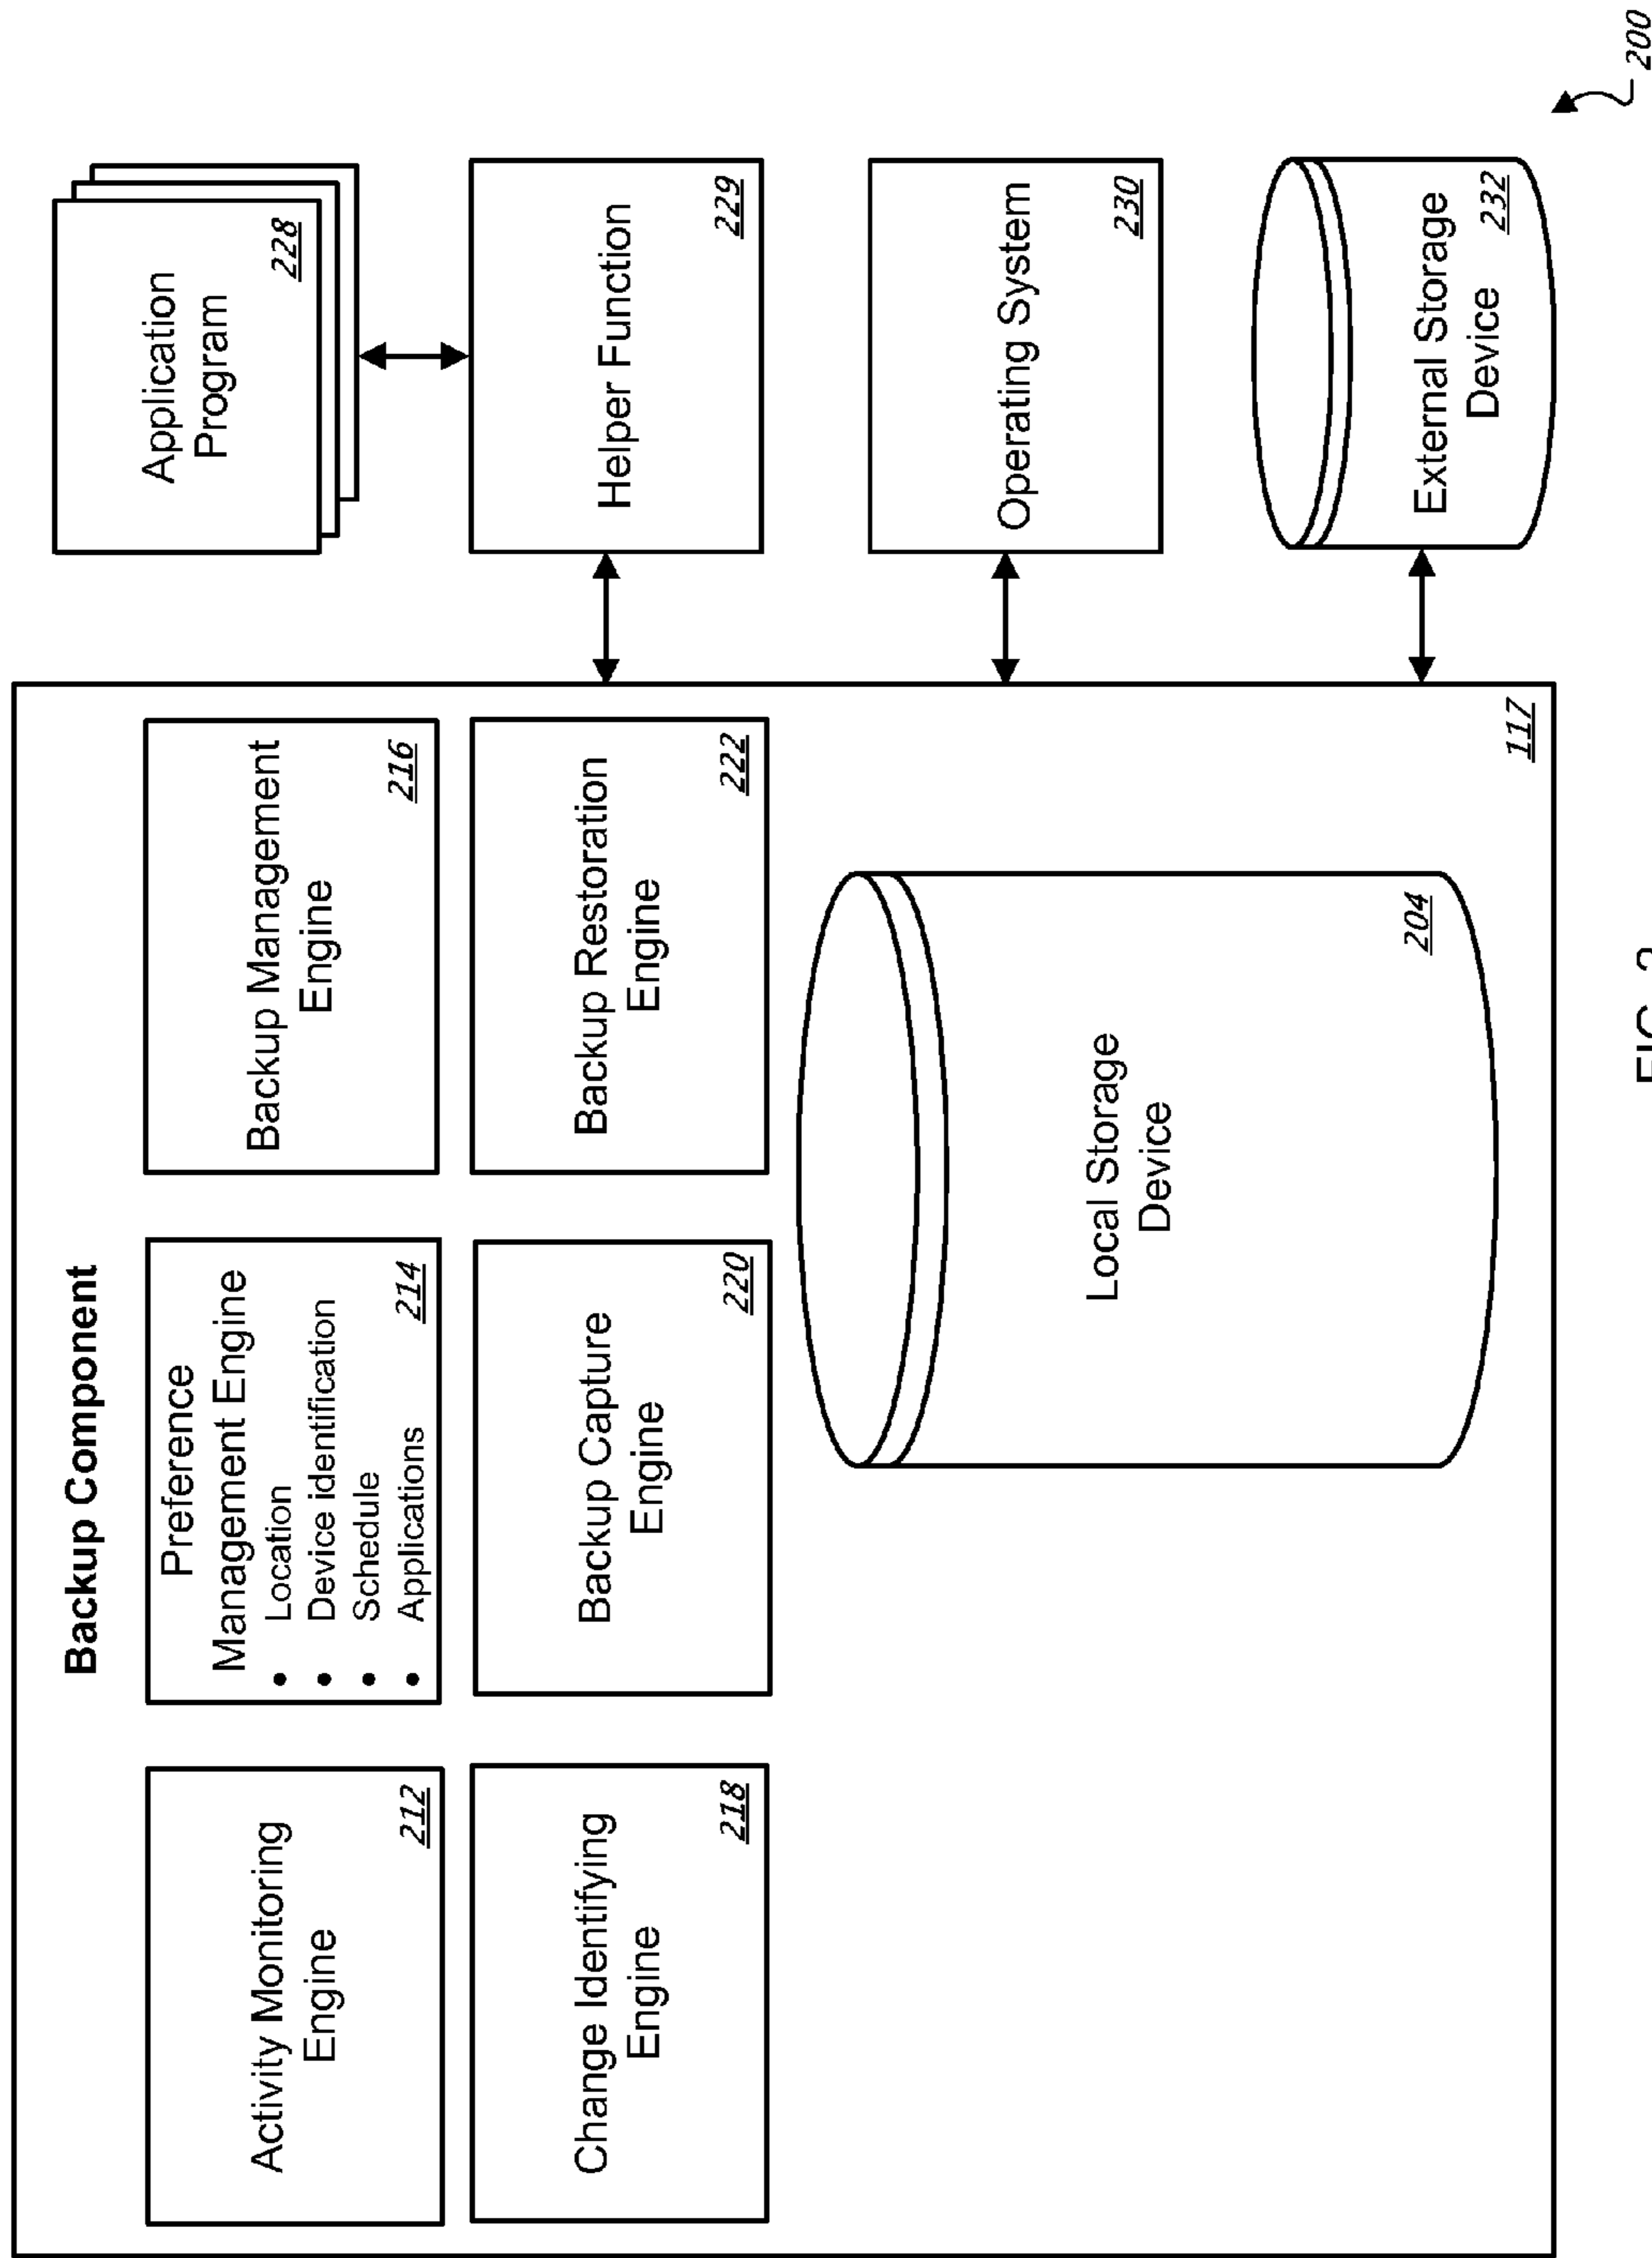 Backup Component
Activity Monitoring
Engine
212
Preference
Management Engine
• Location
• Device identification
• Schedule
• Applications
214
Backup Management
Engine
216
Change Identifying
Engine
218
Backup Capture
Engine
220
Backup Restoration
Engine
222
Local Storage
Device
204
117
Application
Program
228
Helper Function
229
Operating System
230
External Storage
Device
232
200
FIG. 2